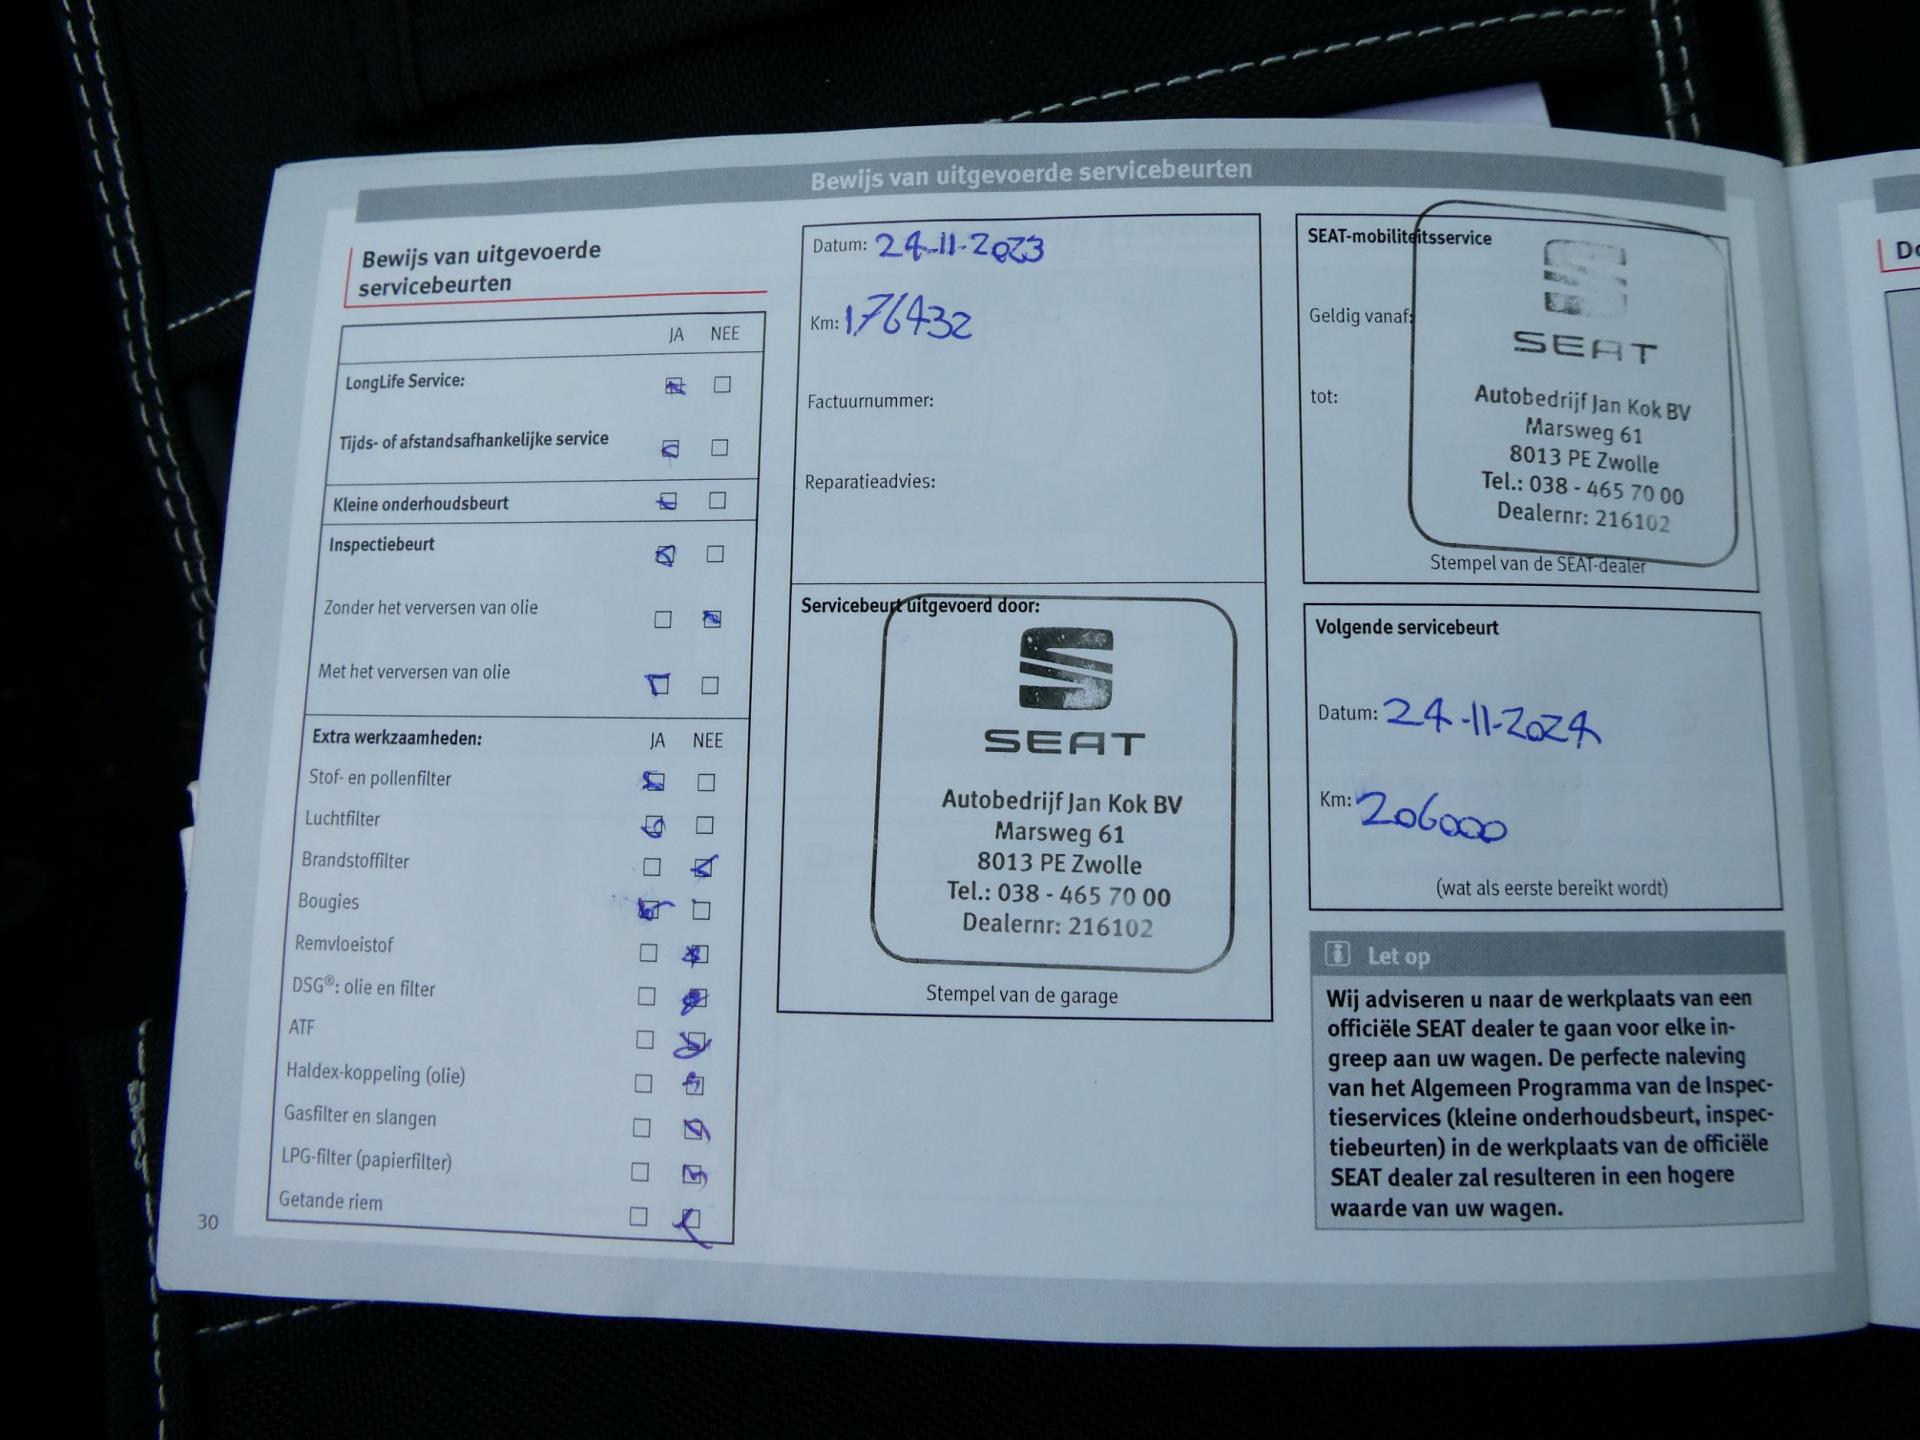 Bewijs van uitgevoerde servicebeurten
Bewijs van uitgevoerde
servicebeurten
JA NEE
LongLife Service:
Tijds- of afstandsafhankelijke service
Kleine onderhoudsbeurt
Inspectiebeurt
Zonder het verversen van olie
Met het verversen van olie
Extra werkzaamheden: JA NEE
Stof- en pollenfilter
Luchtfilter
Brandstoffilter
Bougies
Remvloeistof
DSG®: olie en filter
ATF
Haldex-koppeling (olie)
Gasfilter en slangen
LPG-filter (papierfilter)
Getande riem
30
Datum: 24-11-2023
Km: 176432
Factuurnummer:
Reparatieadvies:
Servicebeurt uitgevoerd door:
SEAT
Autobedrijf Jan Kok BV
Marsweg 61
8013 PE Zwolle
Tel.: 038 - 465 70 00
Dealernr: 216102
Stempel van de garage
SEAT-mobiliteitsservice
Geldig vanaf:
tot:
SEAT
Autobedrijf Jan Kok BV
Marsweg 61
8013 PE Zwolle
Tel.: 038 - 465 70 00
Dealernr: 216102
Stempel van de SEAT-dealer
Volgende servicebeurt
Datum: 24-11-2024
Km: 206000
(wat als eerste bereikt wordt)
i Let op
Wij adviseren u naar de werkplaats van een
officiële SEAT dealer te gaan voor elke in-
greep aan uw wagen. De perfecte naleving
van het Algemeen Programma van de Inspec-
tieservices (kleine onderhoudsbeurt, inspec-
tiebeurten) in de werkplaats van de officiële
SEAT dealer zal resulteren in een hogere
waarde van uw wagen.